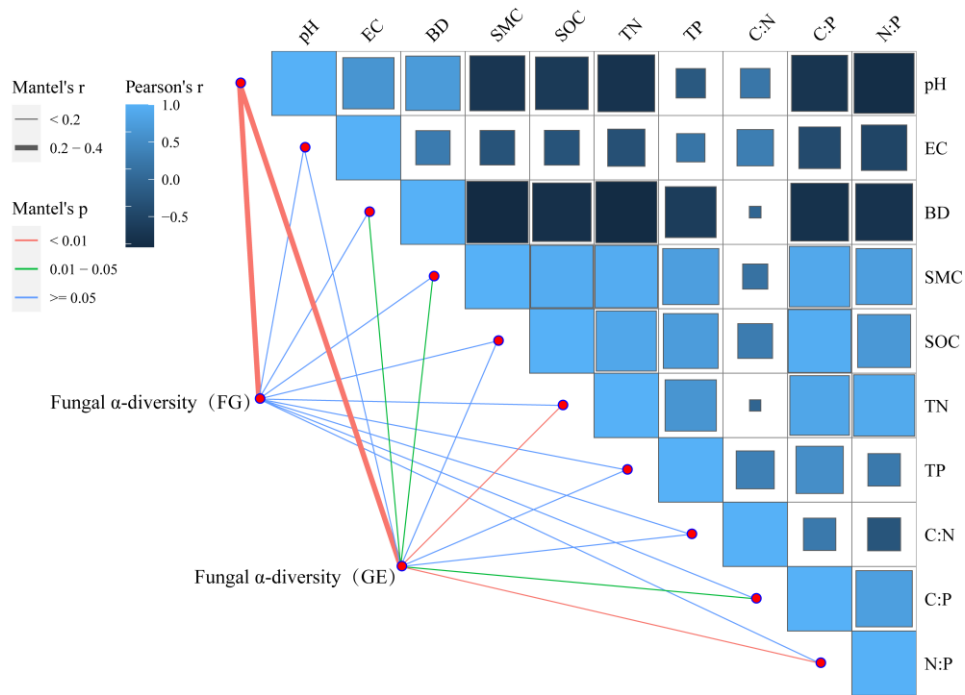 pH EC BD SMC SOC TN TP C:N C:P N:P
Mantel's r
< 0.2
0.2 − 0.4
Mantel's p
< 0.01
0.01 − 0.05
>= 0.05
Pearson's r
1.0
0.5
0.0
−0.5
pH
EC
BD
SMC
SOC
TN
TP
C:N
C:P
N:P
Fungal α-diversity（FG）
Fungal α-diversity（GE）